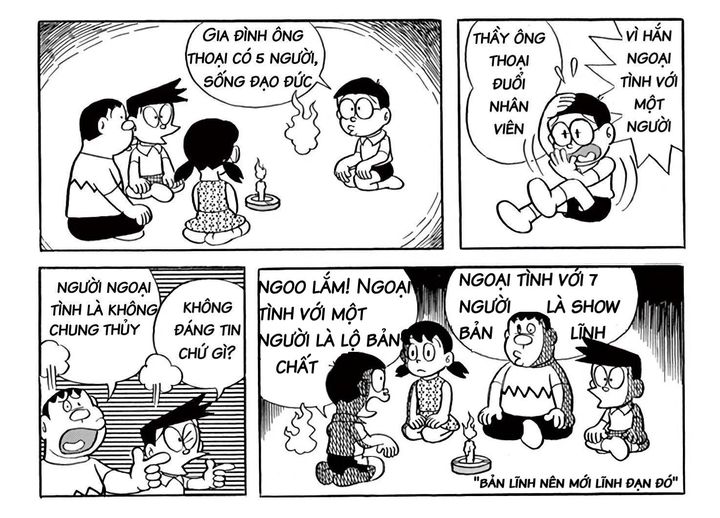 GIA ĐÌNH ÔNG
THOẠI CÓ 5 NGƯỜI,
SỐNG ĐẠO ĐỨC
THẦY ÔNG
THOẠI
ĐUỔI
NHÂN
VIÊN
VÌ HẮN
NGOẠI
TÌNH VỚI
MỘT
NGƯỜI
NGƯỜI NGOẠI
TÌNH LÀ KHÔNG
CHUNG THỦY
KHÔNG
ĐÁNG TIN
CHỨ GÌ?
NGOO LẮM! NGOẠI
TÌNH VỚI MỘT
NGƯỜI LÀ LỘ BẢN
CHẤT
NGOẠI TÌNH VỚI 7
NGƯỜI LÀ SHOW
BẢN LĨNH
"BẢN LĨNH NÊN MỚI LĨNH ĐẠN ĐÓ"